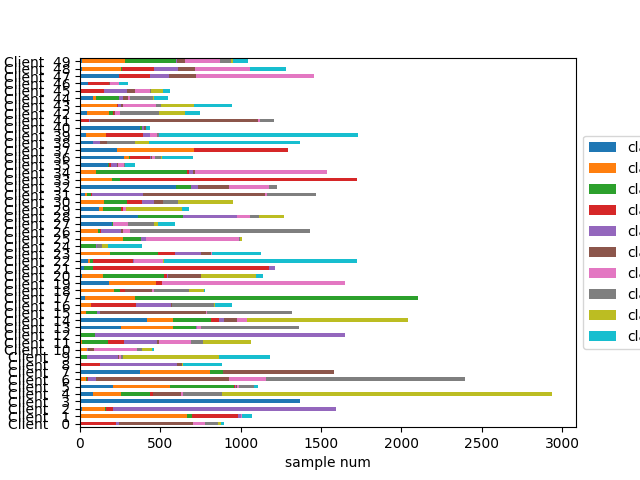 Client 49
Client 48
Client 47
Client 46
Client 45
Client 44
Client 43
Client 42
Client 41
Client 40
Client 39
Client 38
Client 37
Client 36
Client 35
Client 34
Client 33
Client 32
Client 31
Client 30
Client 29
Client 28
Client 27
Client 26
Client 25
Client 24
Client 23
Client 22
Client 21
Client 20
Client 19
Client 18
Client 17
Client 16
Client 15
Client 14
Client 13
Client 12
Client 11
Client 10
Client 9
Client 8
Client 7
Client 6
Client 5
Client 4
Client 3
Client 2
Client 1
Client 0
0 500 1000 1500 2000 2500 3000
sample num
cla
cla
cla
cla
cla
cla
cla
cla
cla
cla